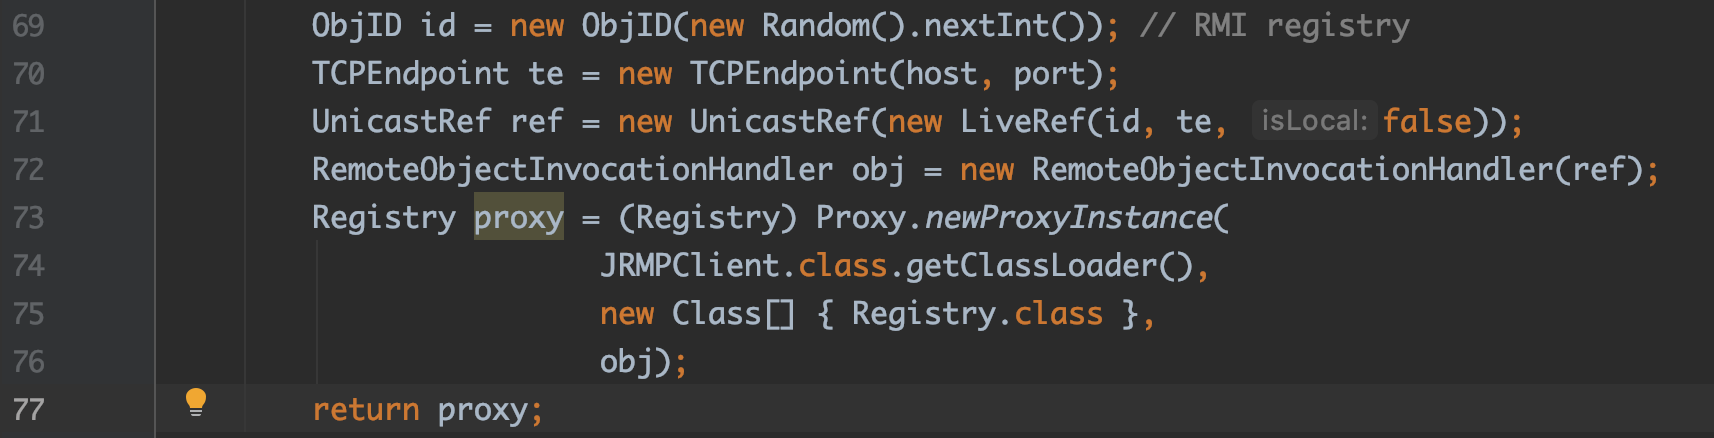 69 ObjID id = new ObjID(new Random().nextInt()); // RMI registry
70 TCPEndpoint te = new TCPEndpoint(host, port);
71 UnicastRef ref = new UnicastRef(new LiveRef(id, te, isLocal: false));
72 RemoteObjectInvocationHandler obj = new RemoteObjectInvocationHandler(ref);
73 Registry proxy = (Registry) Proxy.newProxyInstance(
74 JRMPClient.class.getClassLoader(),
75 new Class[] { Registry.class },
76 obj);
77 return proxy;